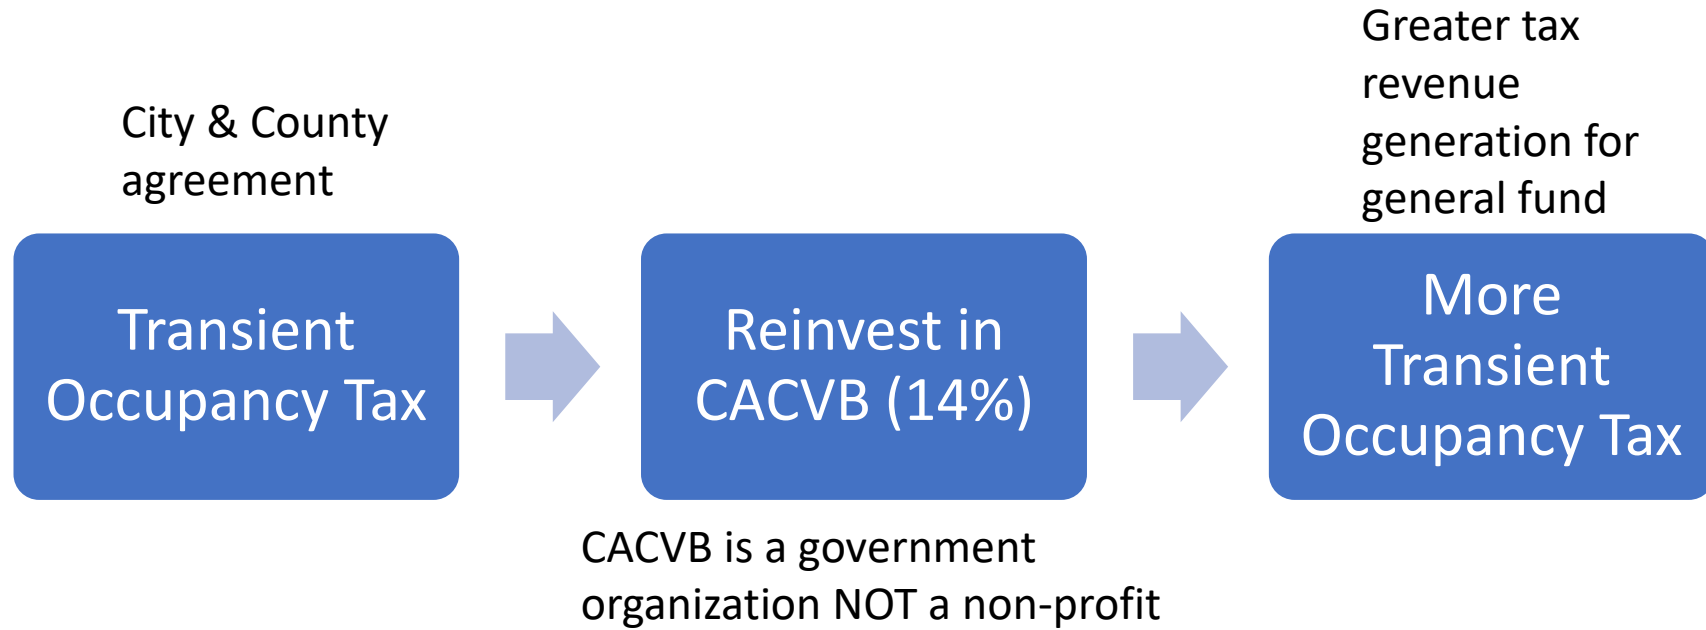 City & County
agreement
Transient
Occupancy Tax
Reinvest in
CACVB (14%)
CACVB is a government
organization NOT a non-profit
Greater tax
revenue
generation for
general fund
More
Transient
Occupancy Tax